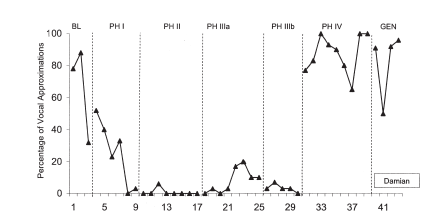 BL PH I PH II PH IIIa PH IIIb PH IV GEN
Percentage of Vocal Approximations
100
80
60
40
20
0
Damian
1 5 9 13 17 21 25 29 33 37 41